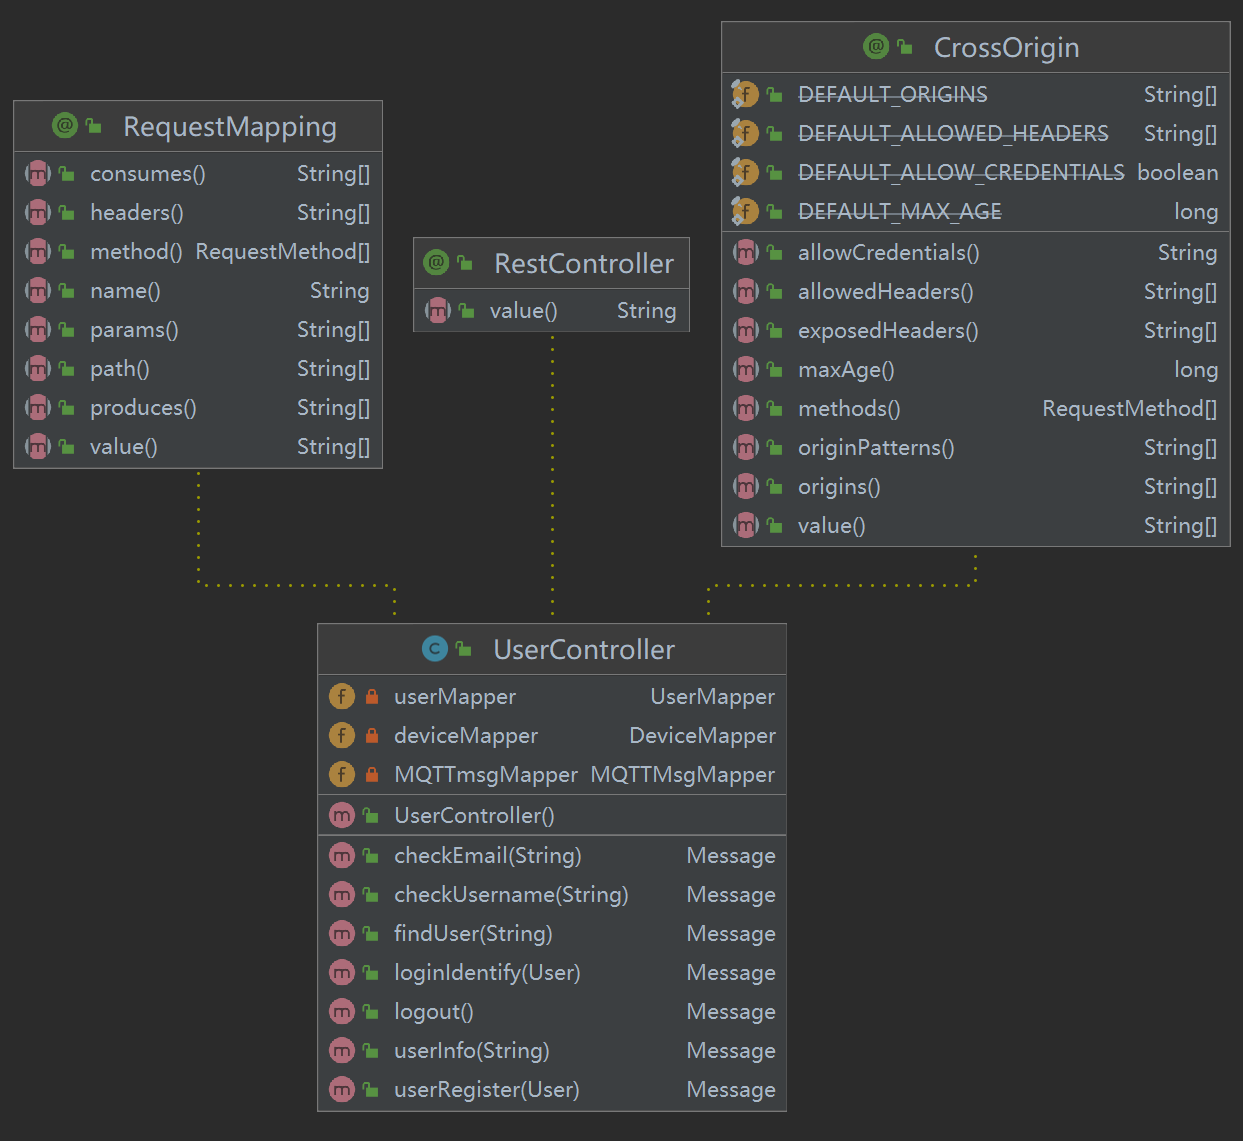 RequestMapping
consumes() String[]
headers() String[]
method() RequestMethod[]
name() String
params() String[]
path() String[]
produces() String[]
value() String[]
RestController
value() String
CrossOrigin
DEFAULT_ORIGINS String[]
DEFAULT_ALLOWED_HEADERS String[]
DEFAULT_ALLOW_CREDENTIALS boolean
DEFAULT_MAX_AGE long
allowCredentials() String
allowedHeaders() String[]
exposedHeaders() String[]
maxAge() long
methods() RequestMethod[]
originPatterns() String[]
origins() String[]
value() String[]
UserController
userMapper UserMapper
deviceMapper DeviceMapper
MQTTmsgMapper MQTTMsgMapper
UserController()
checkEmail(String) Message
checkUsername(String) Message
findUser(String) Message
loginIdentify(User) Message
logout() Message
userInfo(String) Message
userRegister(User) Message